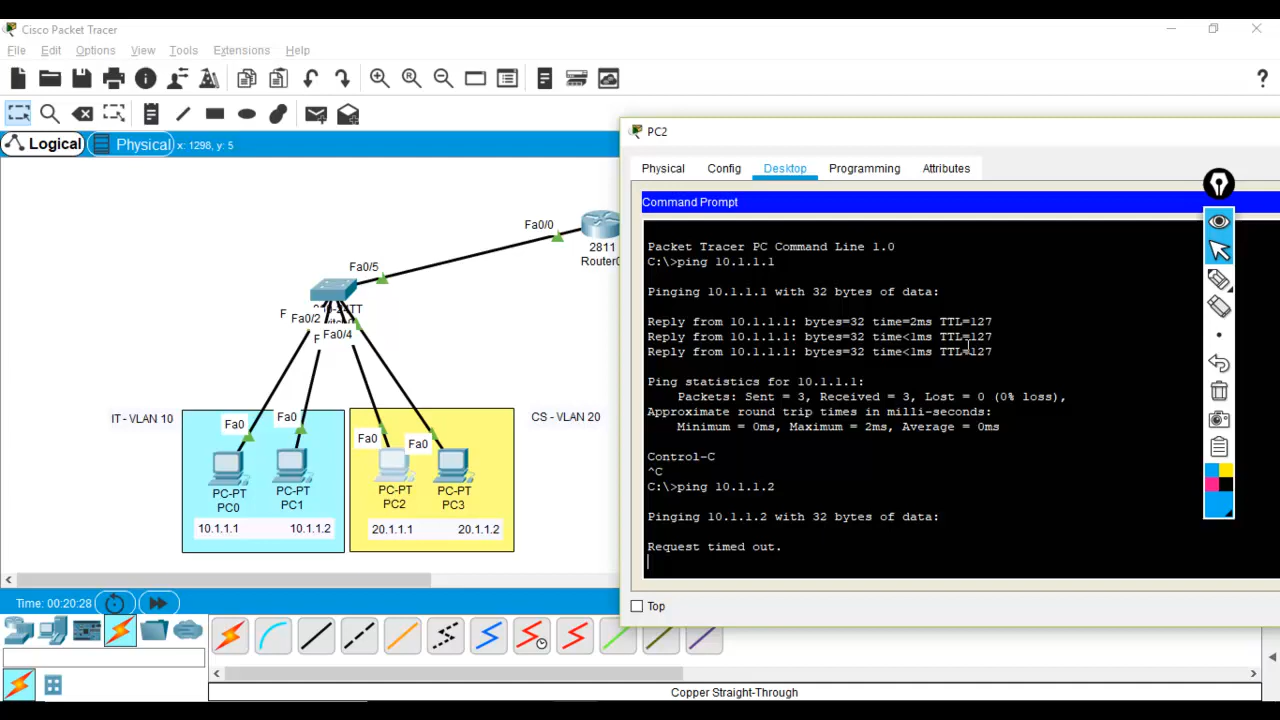 Cisco Packet Tracer
File Edit Options View Tools Extensions Help
Logical Physical x: 1298, y: 5
Fa0/0
2811
Fa0/5
Fa0/2
Fa0/4
IT - VLAN 10
CS - VLAN 20
Fa0 Fa0 Fa0 Fa0
PC-PT PC-PT PC-PT PC-PT
PC0 PC1 PC2 PC3
10.1.1.1 10.1.1.2 20.1.1.1 20.1.1.2
PC2
Physical Config Desktop Programming Attributes
Command Prompt
Packet Tracer PC Command Line 1.0
C:\>ping 10.1.1.1
Pinging 10.1.1.1 with 32 bytes of data:
Reply from 10.1.1.1: bytes=32 time=2ms TTL=127
Reply from 10.1.1.1: bytes=32 time<1ms TTL=127
Reply from 10.1.1.1: bytes=32 time<1ms TTL=127
Ping statistics for 10.1.1.1:
Packets: Sent = 3, Received = 3, Lost = 0 (0% loss),
Approximate round trip times in milli-seconds:
Minimum = 0ms, Maximum = 2ms, Average = 0ms
Control-C
^C
C:\>ping 10.1.1.2
Pinging 10.1.1.2 with 32 bytes of data:
Request timed out.
Top
Time: 00:20:28
Copper Straight-Through